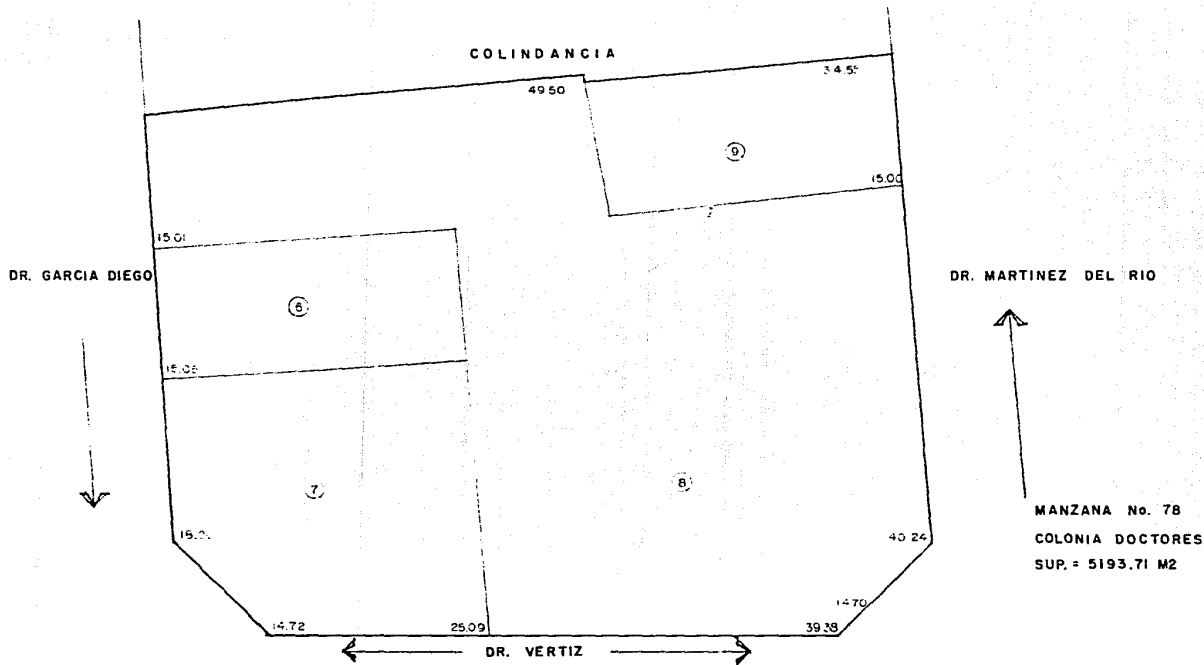 COLINDANCIA
49.50
34.55
9
15.00
15.01
DR. GARCIA DIEGO
DR. MARTINEZ DEL RIO
6
7
8
40.24
MANZANA No. 78
COLONIA DOCTORES
SUP. = 5193.71 M2
14.70
14.72
25.09
39.38
DR. VERTIZ